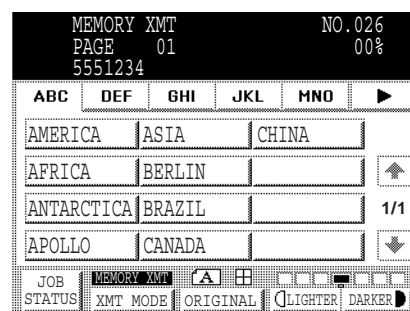 MEMORY XMT NO.026
PAGE 01 00%
5551234
ABC DEF GHI JKL MNO
AMERICA ASIA CHINA
AFRICA BERLIN
ANTARCTICA BRAZIL 1/1
APOLLO CANADA
JOB STATUS
MEMORY XMT A
XMT MODE ORIGINAL LIGHTER DARKER